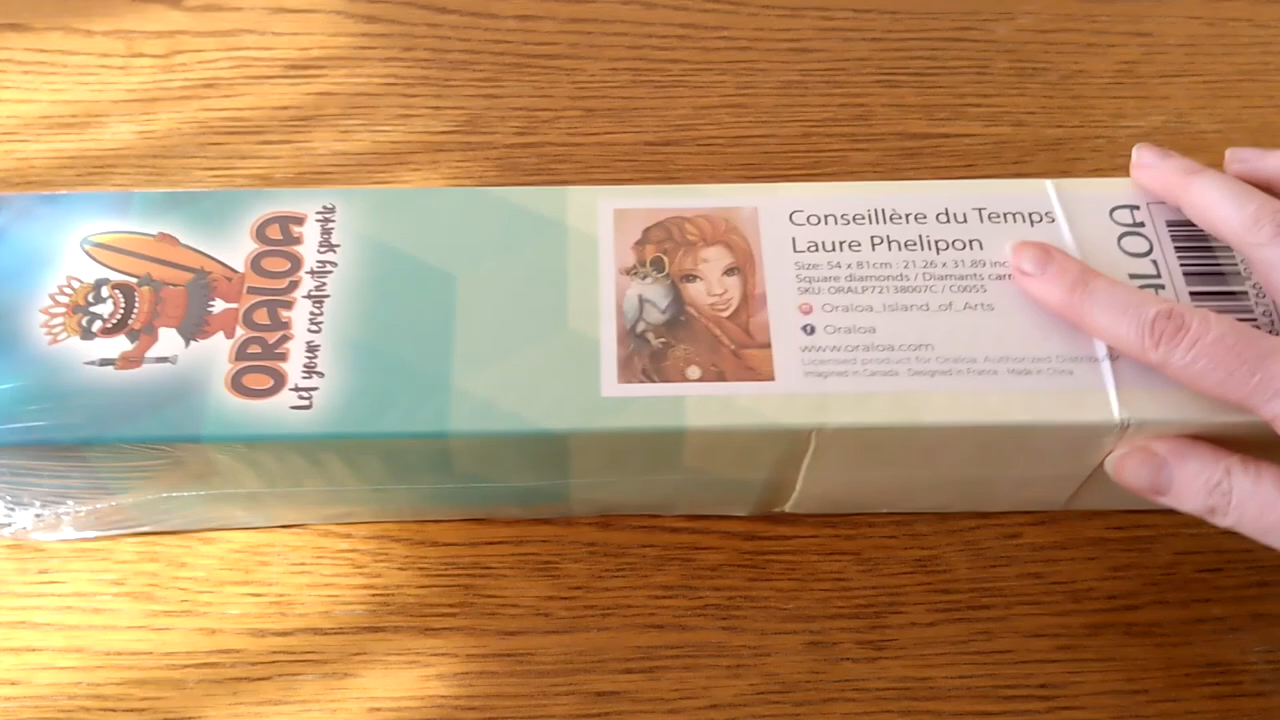 ORALOA
Let your creativity sparkle
Conseillère du Temps
Laure Phelipon
Size: 54 x 81cm : 21.26 x 31.89 inc
Square diamonds / Diamants carr
SKU: ORALP72138007C / C0055
Oraloa_Island_of_Arts
Oraloa
www.oraloa.com
Licensed product for Oraloa. Authorized Distributor
Imagined in Canada - Designed in France - Made in China
ALOA